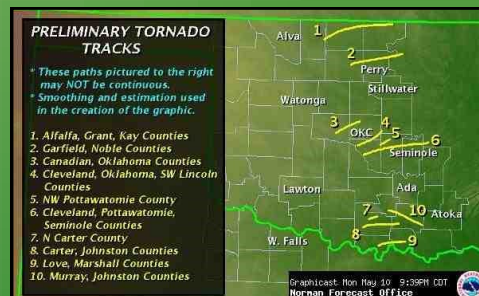 PRELIMINARY TORNADO
TRACKS
* These paths pictured to the right
may NOT be continuous.
* Smoothing and estimation used
in the creation of the graphic.
1. Alfalfa, Grant, Kay Counties
2. Garfield, Noble Counties
3. Canadian, Oklahoma Counties
4. Cleveland, Oklahoma, SW Lincoln
Counties
5. NW Pottawatomie County
6. Cleveland, Pottawatomie,
Seminole Counties
7. N Carter County
8. Carter, Johnston Counties
9. Love, Marshall Counties
10. Murray, Johnston Counties
Alva
1
2
Perry
Stillwater
Watonga
3
4
OKC
5
6
Seminole
Lawton
Ada
7
10
Atoka
8
W. Falls
9
Graphicast Mon May 10 9:39PM CDT
Norman Forecast Office